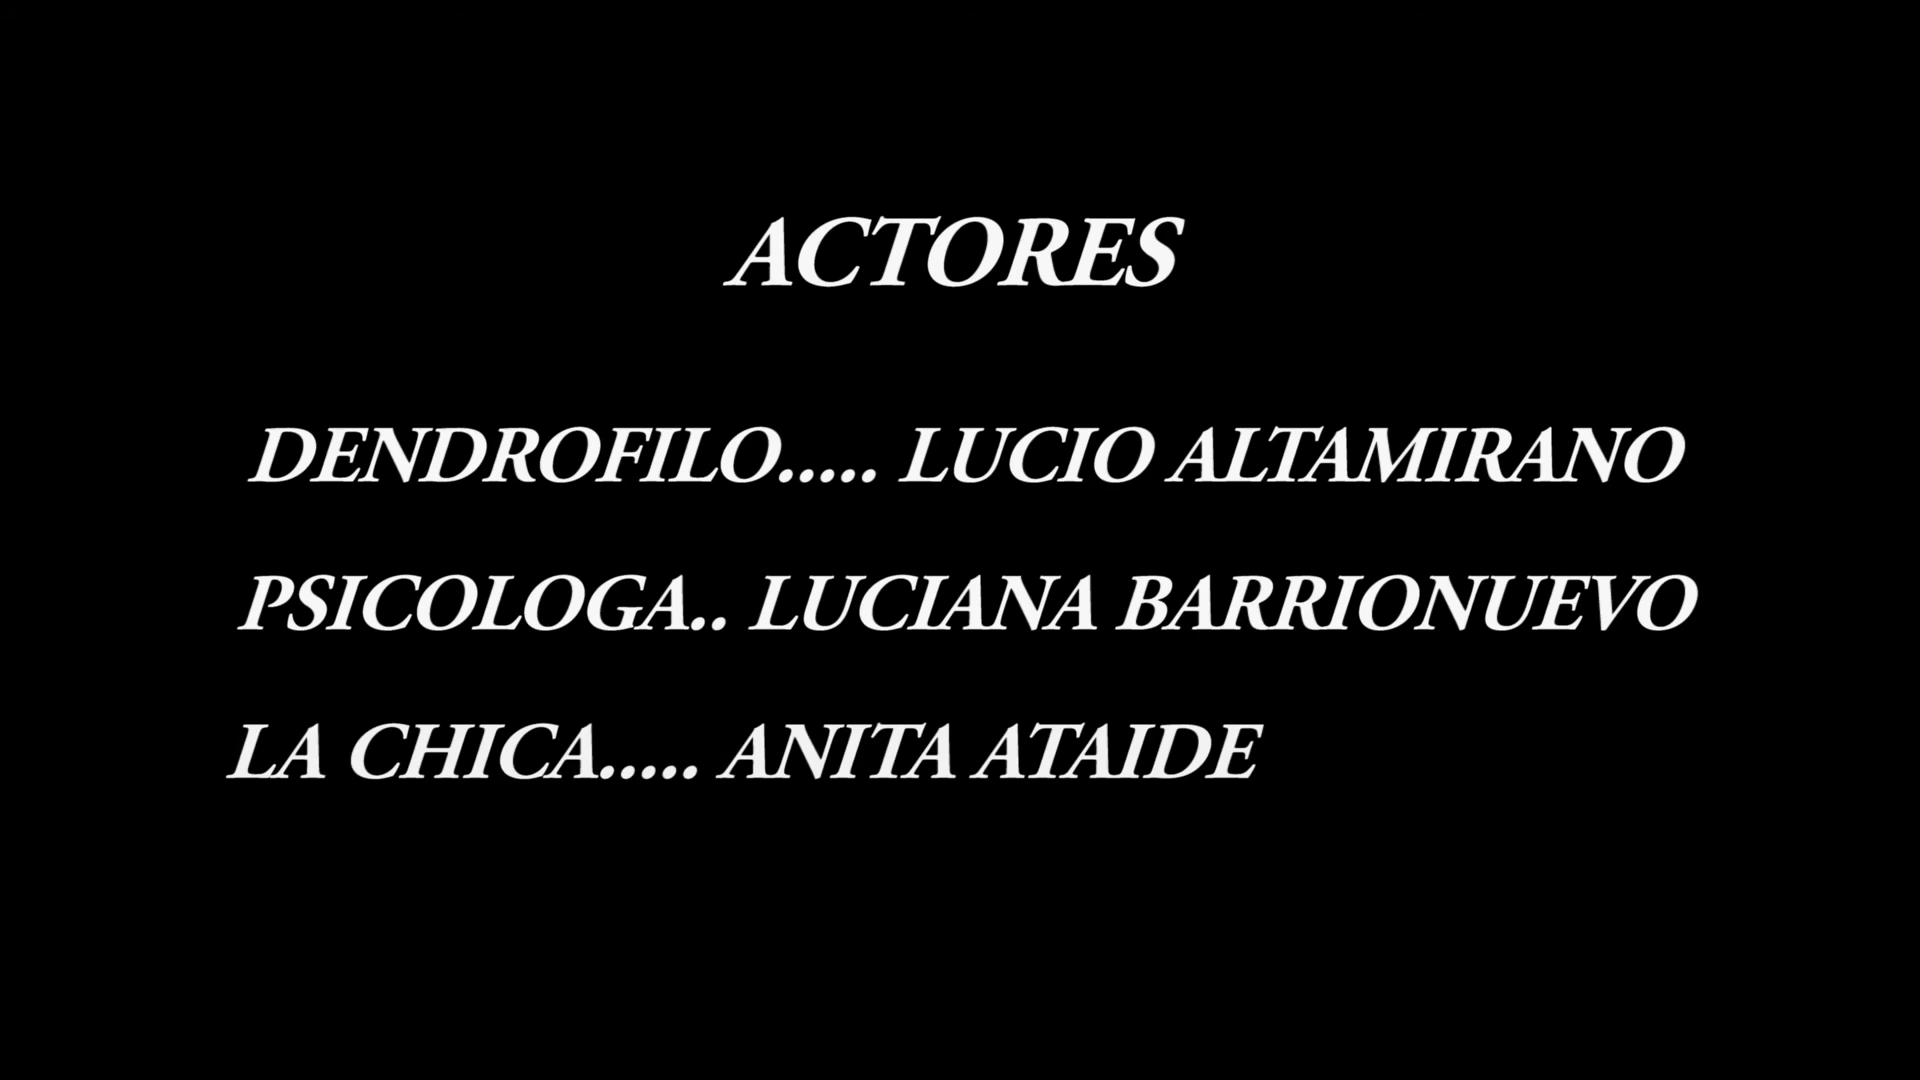 ACTORES
DENDROFILO..... LUCIO ALTAMIRANO
PSICOLOGA.. LUCIANA BARRIONUEVO
LA CHICA..... ANITA ATAIDE